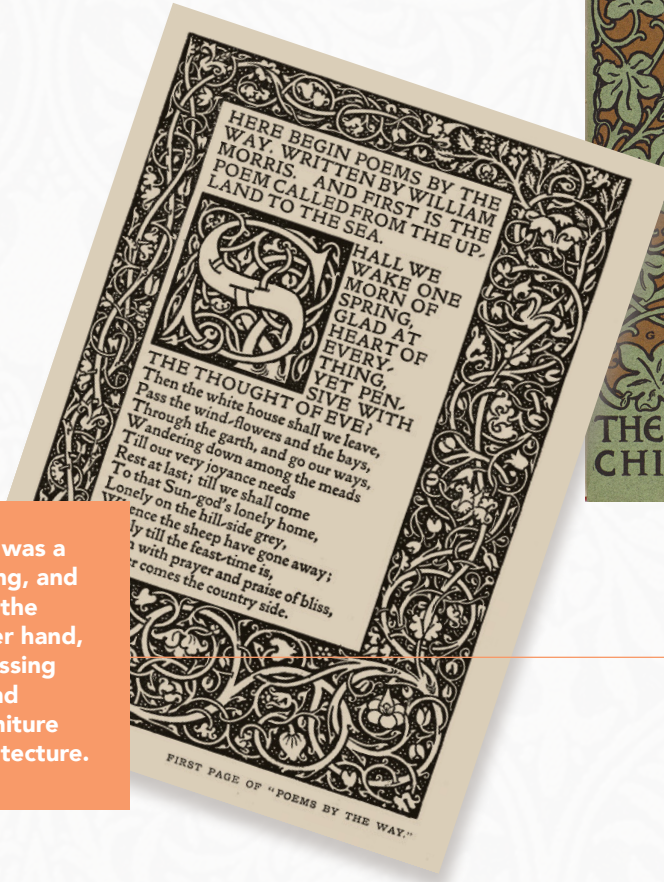 HERE BEGIN POEMS BY THE
WAY. WRITTEN BY WILLIAM
MORRIS. AND FIRST IS THE
POEM CALLED FROM THE UP-
LAND TO THE SEA.
SHALL WE
WAKE ONE
MORN OF
SPRING,
GLAD AT
HEART OF
EVERY-
THING,
YET PEN-
SIVE WITH
THE THOUGHT OF EVE?
Then the white house shall we leave,
Pass the wind-flowers and the bays,
Through the garth, and go our ways,
Wandering down among the meads
Till our very joyance needs
Rest at last; till we shall come
To that Sun-god's lonely home,
Lonely on the hill-side grey,
ence the sheep have gone away;
ly till the feast-time is,
with prayer and praise of bliss,
comes the country side.
FIRST PAGE OF "POEMS BY THE WAY."
was a
ng, and
the
er hand,
ssing
nd
niture
tecture.
G
THE
CHI